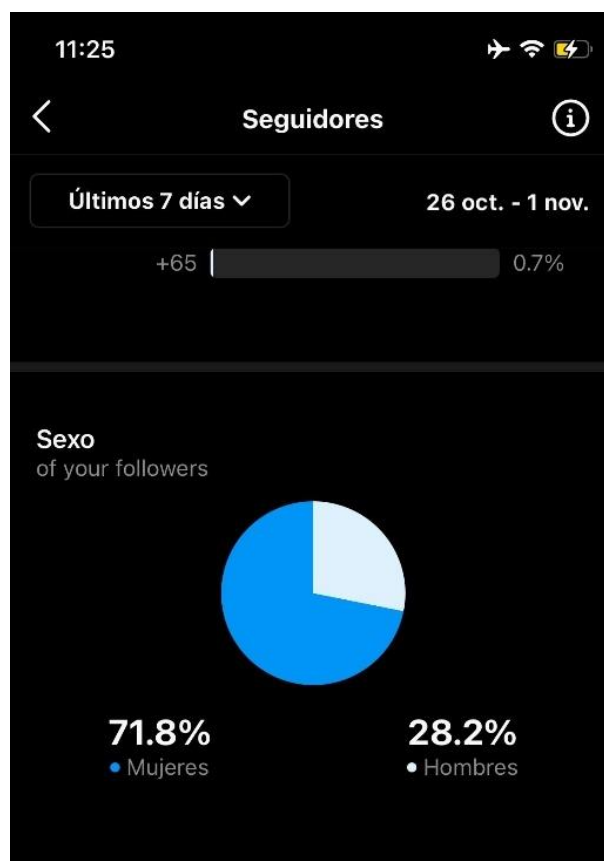 11:25
Seguidores
Últimos 7 días
26 oct. - 1 nov.
+65 0.7%
Sexo
of your followers
71.8% 28.2%
Mujeres Hombres